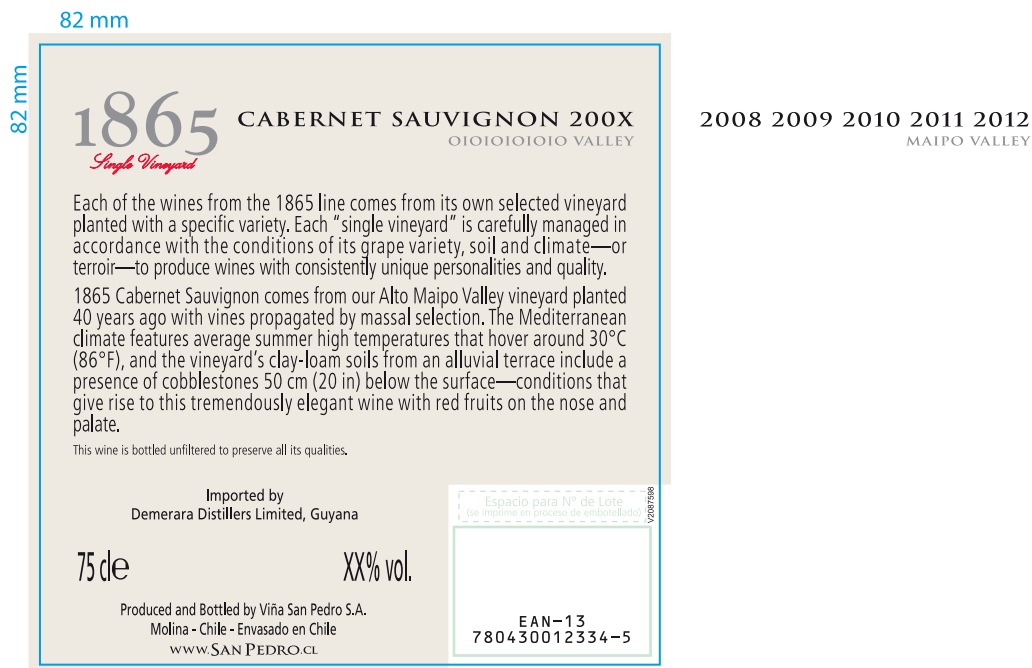 82 mm
82 mm
1865
Single Vineyard
CABERNET SAUVIGNON 200X
OIOIOIOIOIO VALLEY
2008 2009 2010 2011 2012
MAIPO VALLEY
Each of the wines from the 1865 line comes from its own selected vineyard
planted with a specific variety. Each “single vineyard” is carefully managed in
accordance with the conditions of its grape variety, soil and climate—or
terroir—to produce wines with consistently unique personalities and quality.
1865 Cabernet Sauvignon comes from our Alto Maipo Valley vineyard planted
40 years ago with vines propagated by massal selection. The Mediterranean
climate features average summer high temperatures that hover around 30°C
(86°F), and the vineyard’s clay-loam soils from an alluvial terrace include a
presence of cobblestones 50 cm (20 in) below the surface—conditions that
give rise to this tremendously elegant wine with red fruits on the nose and
palate.
This wine is bottled unfiltered to preserve all its qualities.
Imported by
Demerara Distillers Limited, Guyana
75 cl℮
XX% vol.
Produced and Bottled by Viña San Pedro S.A.
Molina - Chile - Envasado en Chile
WWW.SAN PEDRO.CL
Espacio para Nº de Lote
(se imprime en proceso de embotellado)
V2087598
EAN-13
780430012334-5